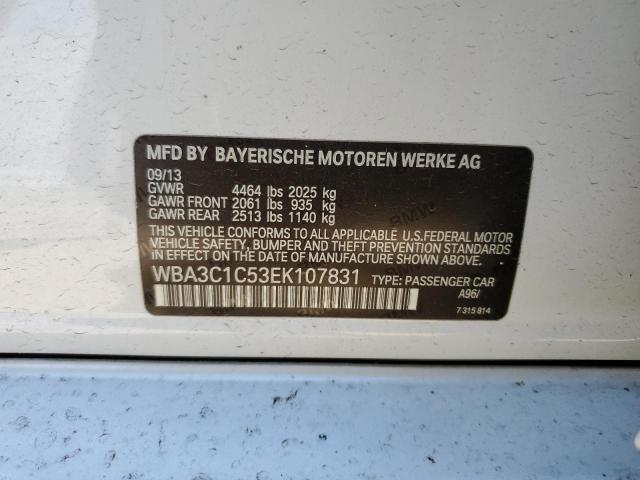 MFD BY BAYERISCHE MOTOREN WERKE AG
09/13
GVWR 4464 lbs 2025 kg
GAWR FRONT 2061 lbs 935 kg
GAWR REAR 2513 lbs 1140 kg
THIS VEHICLE CONFORMS TO ALL APPLICABLE U.S.FEDERAL MOTOR
VEHICLE SAFETY, BUMPER AND THEFT PREVENTION STANDARDS
IN EFFECT ON THE DATE OF MANUFACTURE SHOWN ABOVE.
WBA3C1C53EK107831 TYPE: PASSENGER CAR
A96/
7 315 814